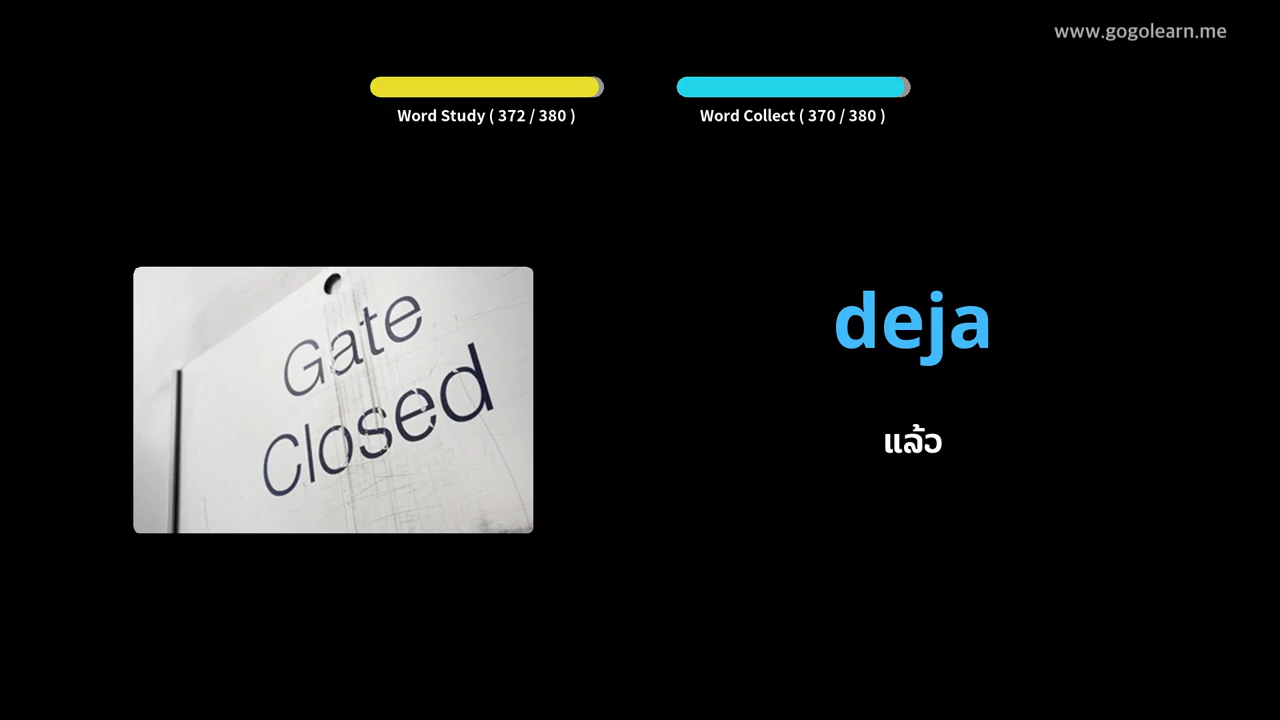 www.gogolearn.me
Word Study ( 372 / 380 )
Word Collect ( 370 / 380 )
Gate
Closed
deja
แล้ว